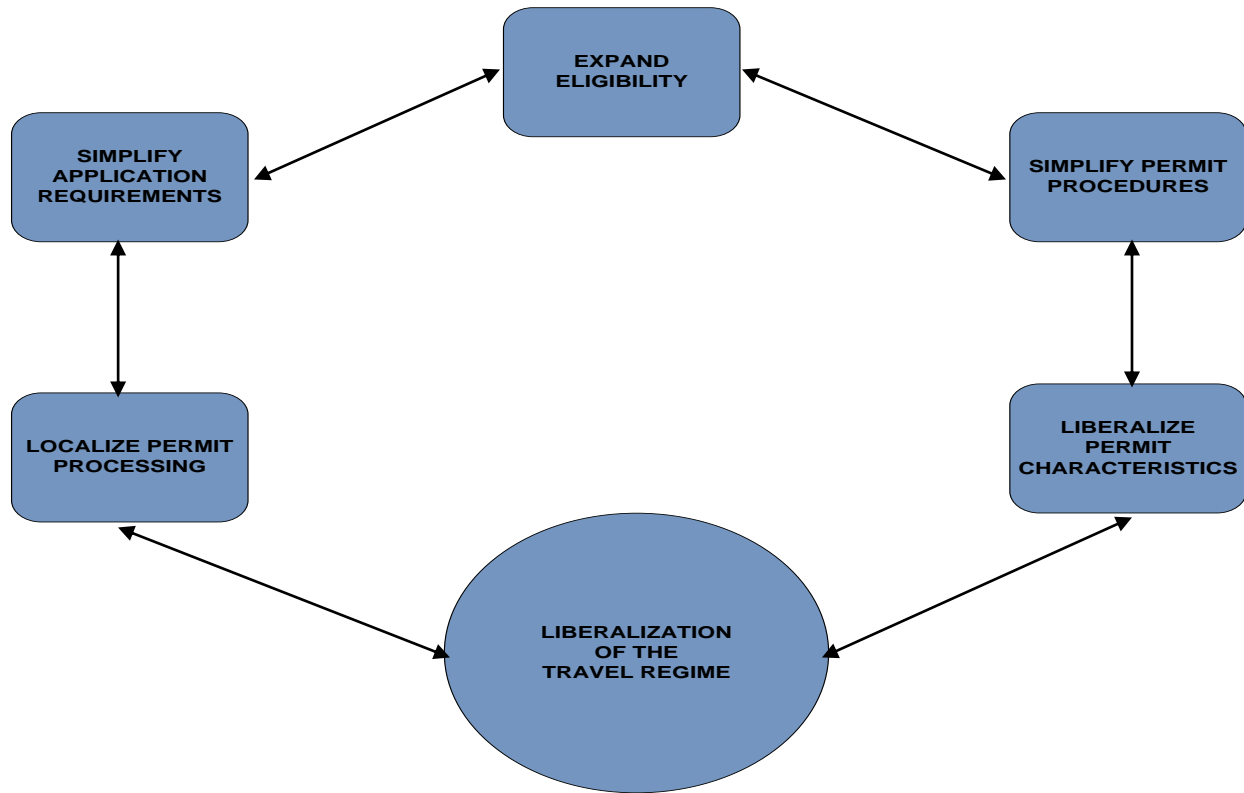 EXPAND
ELIGIBILITY
SIMPLIFY
APPLICATION
REQUIREMENTS
SIMPLIFY PERMIT
PROCEDURES
LOCALIZE PERMIT
PROCESSING
LIBERALIZE
PERMIT
CHARACTERISTICS
LIBERALIZATION
OF THE
TRAVEL REGIME